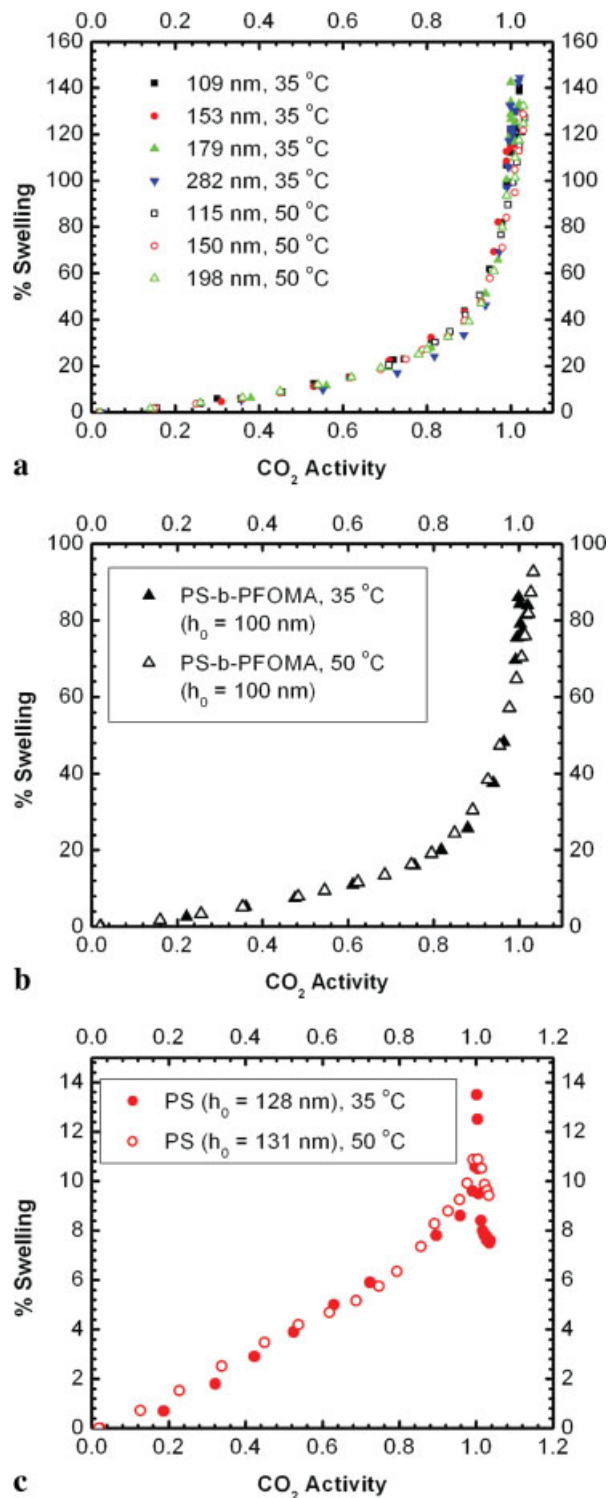 0.0 0.2 0.4 0.6 0.8 1.0
160 160
140 140
120 120
100 100
80 80
60 60
40 40
20 20
0 0
% Swelling
109 nm, 35 °C
153 nm, 35 °C
179 nm, 35 °C
282 nm, 35 °C
115 nm, 50 °C
150 nm, 50 °C
198 nm, 50 °C
0.0 0.2 0.4 0.6 0.8 1.0
a
CO₂ Activity
0.0 0.2 0.4 0.6 0.8 1.0
100 100
80 80
60 60
40 40
20 20
0 0
% Swelling
PS-b-PFOMA, 35 °C
(h₀ = 100 nm)
PS-b-PFOMA, 50 °C
(h₀ = 100 nm)
0.0 0.2 0.4 0.6 0.8 1.0
b
CO₂ Activity
0.0 0.2 0.4 0.6 0.8 1.0 1.2
14 14
12 12
10 10
8 8
6 6
4 4
2 2
0 0
% Swelling
PS (h₀ = 128 nm), 35 °C
PS (h₀ = 131 nm), 50 °C
0.0 0.2 0.4 0.6 0.8 1.0 1.2
c
CO₂ Activity